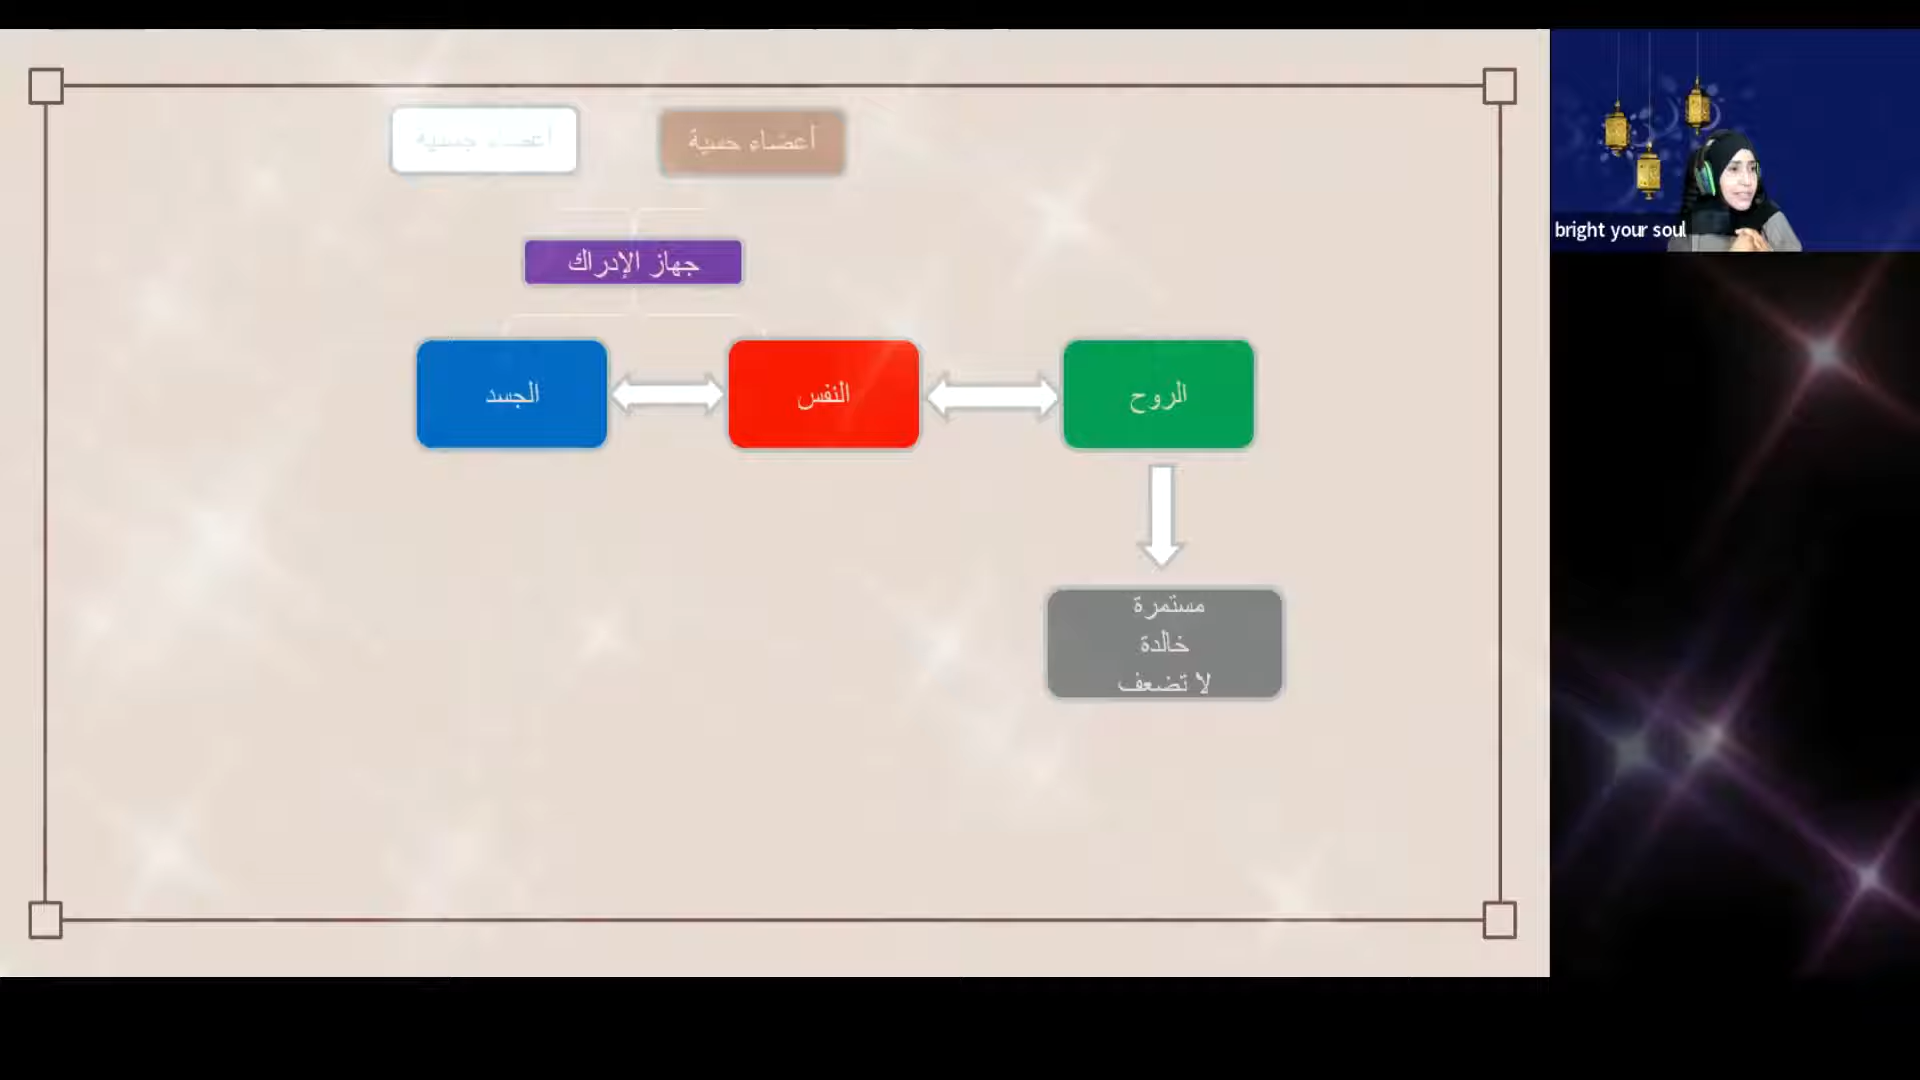 أعضاء حسية
أعضاء جسدية
جهاز الإدراك
الروح
النفس
الجسد
مستمرة
خالدة
لا تضعف
bright your soul